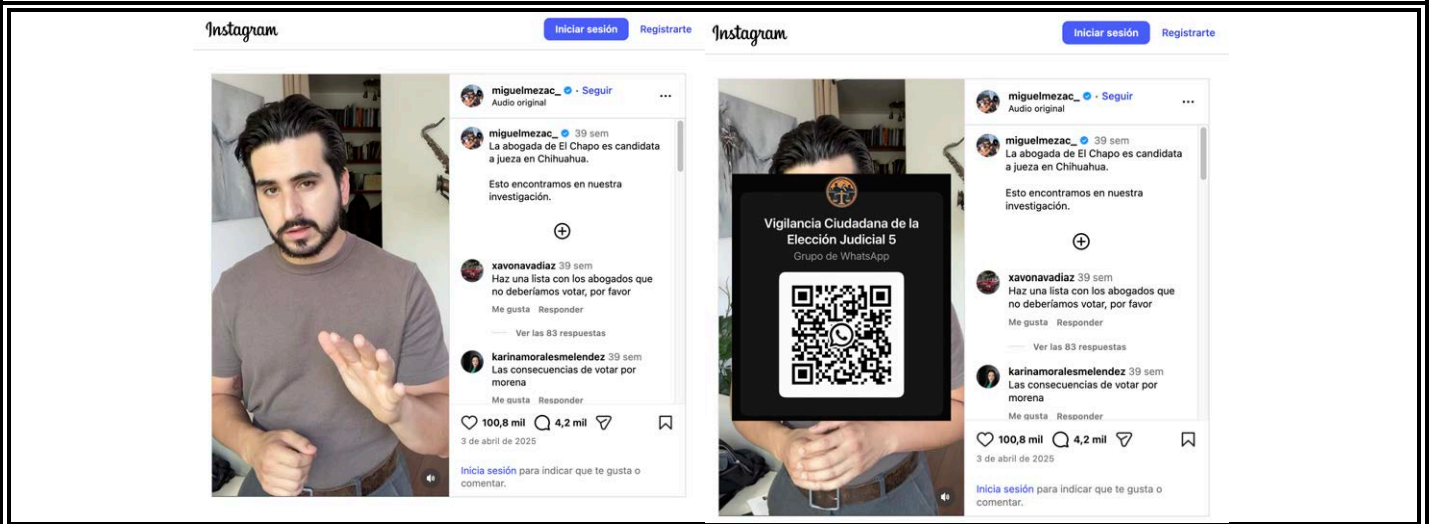 Instagram
Iniciar sesión
Registrarte
miguelmezac_ · Seguir
Audio original
miguelmezac_ 39 sem
La abogada de El Chapo es candidata
a jueza en Chihuahua.
Esto encontramos en nuestra
investigación.
xavonavadiaz 39 sem
Haz una lista con los abogados que
no deberíamos votar, por favor
Me gusta Responder
Ver las 83 respuestas
karinamoralesmelendez 39 sem
Las consecuencias de votar por
morena
Me gusta Responder
100,8 mil 4,2 mil
3 de abril de 2025
Inicia sesión para indicar que te gusta o
comentar.
Instagram
Iniciar sesión
Registrarte
Vigilancia Ciudadana de la
Elección Judicial 5
Grupo de WhatsApp
miguelmezac_ · Seguir
Audio original
miguelmezac_ 39 sem
La abogada de El Chapo es candidata
a jueza en Chihuahua.
Esto encontramos en nuestra
investigación.
xavonavadiaz 39 sem
Haz una lista con los abogados que
no deberíamos votar, por favor
Me gusta Responder
Ver las 83 respuestas
karinamoralesmelendez 39 sem
Las consecuencias de votar por
morena
Me gusta Responder
100,8 mil 4,2 mil
3 de abril de 2025
Inicia sesión para indicar que te gusta o
comentar.